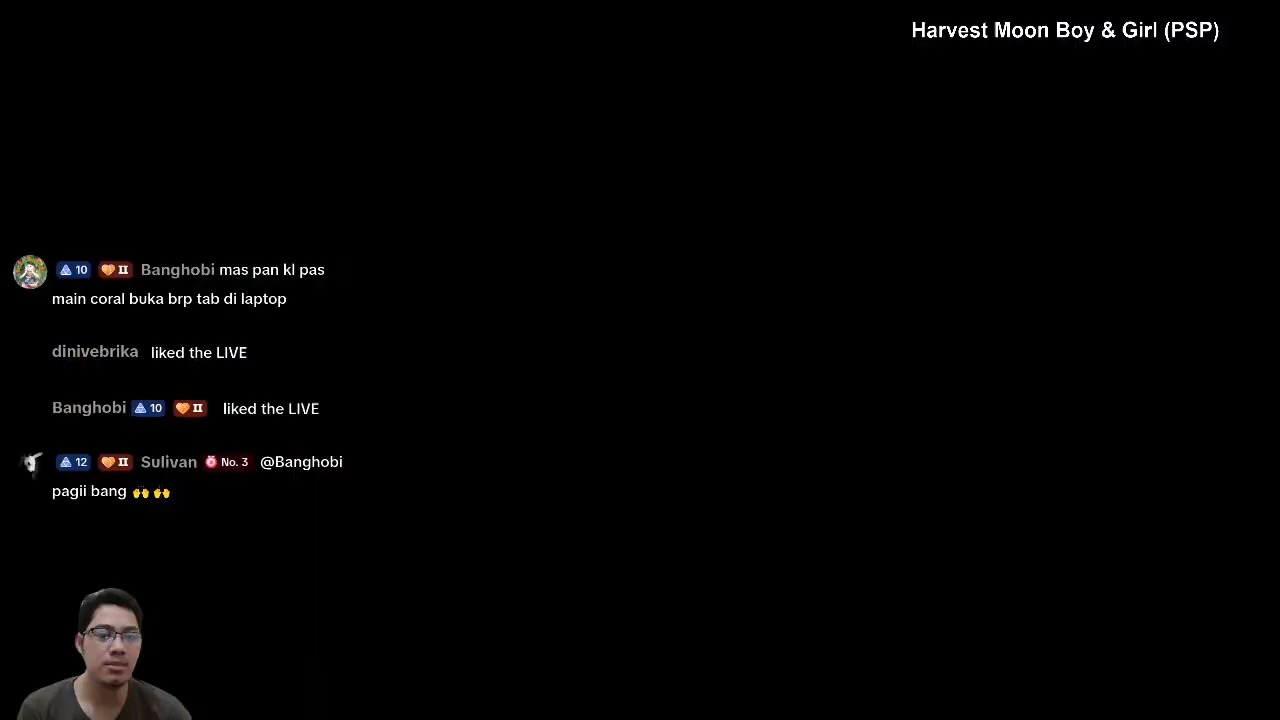 Harvest Moon Boy & Girl (PSP)
10 II Banghobi mas pan kl pas
main coral buka brp tab di laptop
dinivebrika liked the LIVE
Banghobi 10 II liked the LIVE
12 II Sulivan No. 3 @Banghobi
pagii bang 🙌 🙌